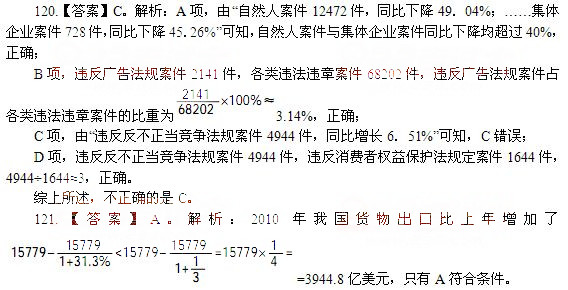 120.【答案】C。解析：A 项，由“自然人案件 12472 件，同比下降 49．04%；……集体
企业案件 728 件，同比下降 45.26%”可知，自然人案件与集体企业案件同比下降均超过 40%，
正确；
B 项，违反广告法规案件 2141 件，各类违法违章案件 68202 件，违反广告法规案件占
各类违法违章案件的比重为 2141/68202 ×100%≈ 3.14%，正确；
C 项，由“违反反不正当竞争法规案件 4944 件，同比增长 6．51%”可知，C 错误；
D 项，违反反不正当竞争法规案件 4944 件，违反消费者权益保护法规定案件 1644 件，
4944÷1644≈3，正确。
综上所述，不正确的是 C。
121.【答案】A。解析：2010 年我国货物出口比上年增加了
15779-15779/(1+31.3%)<15779-15779/(1+1/3)=15779×1/4= =3944.8 亿美元，只有 A 符合条件。